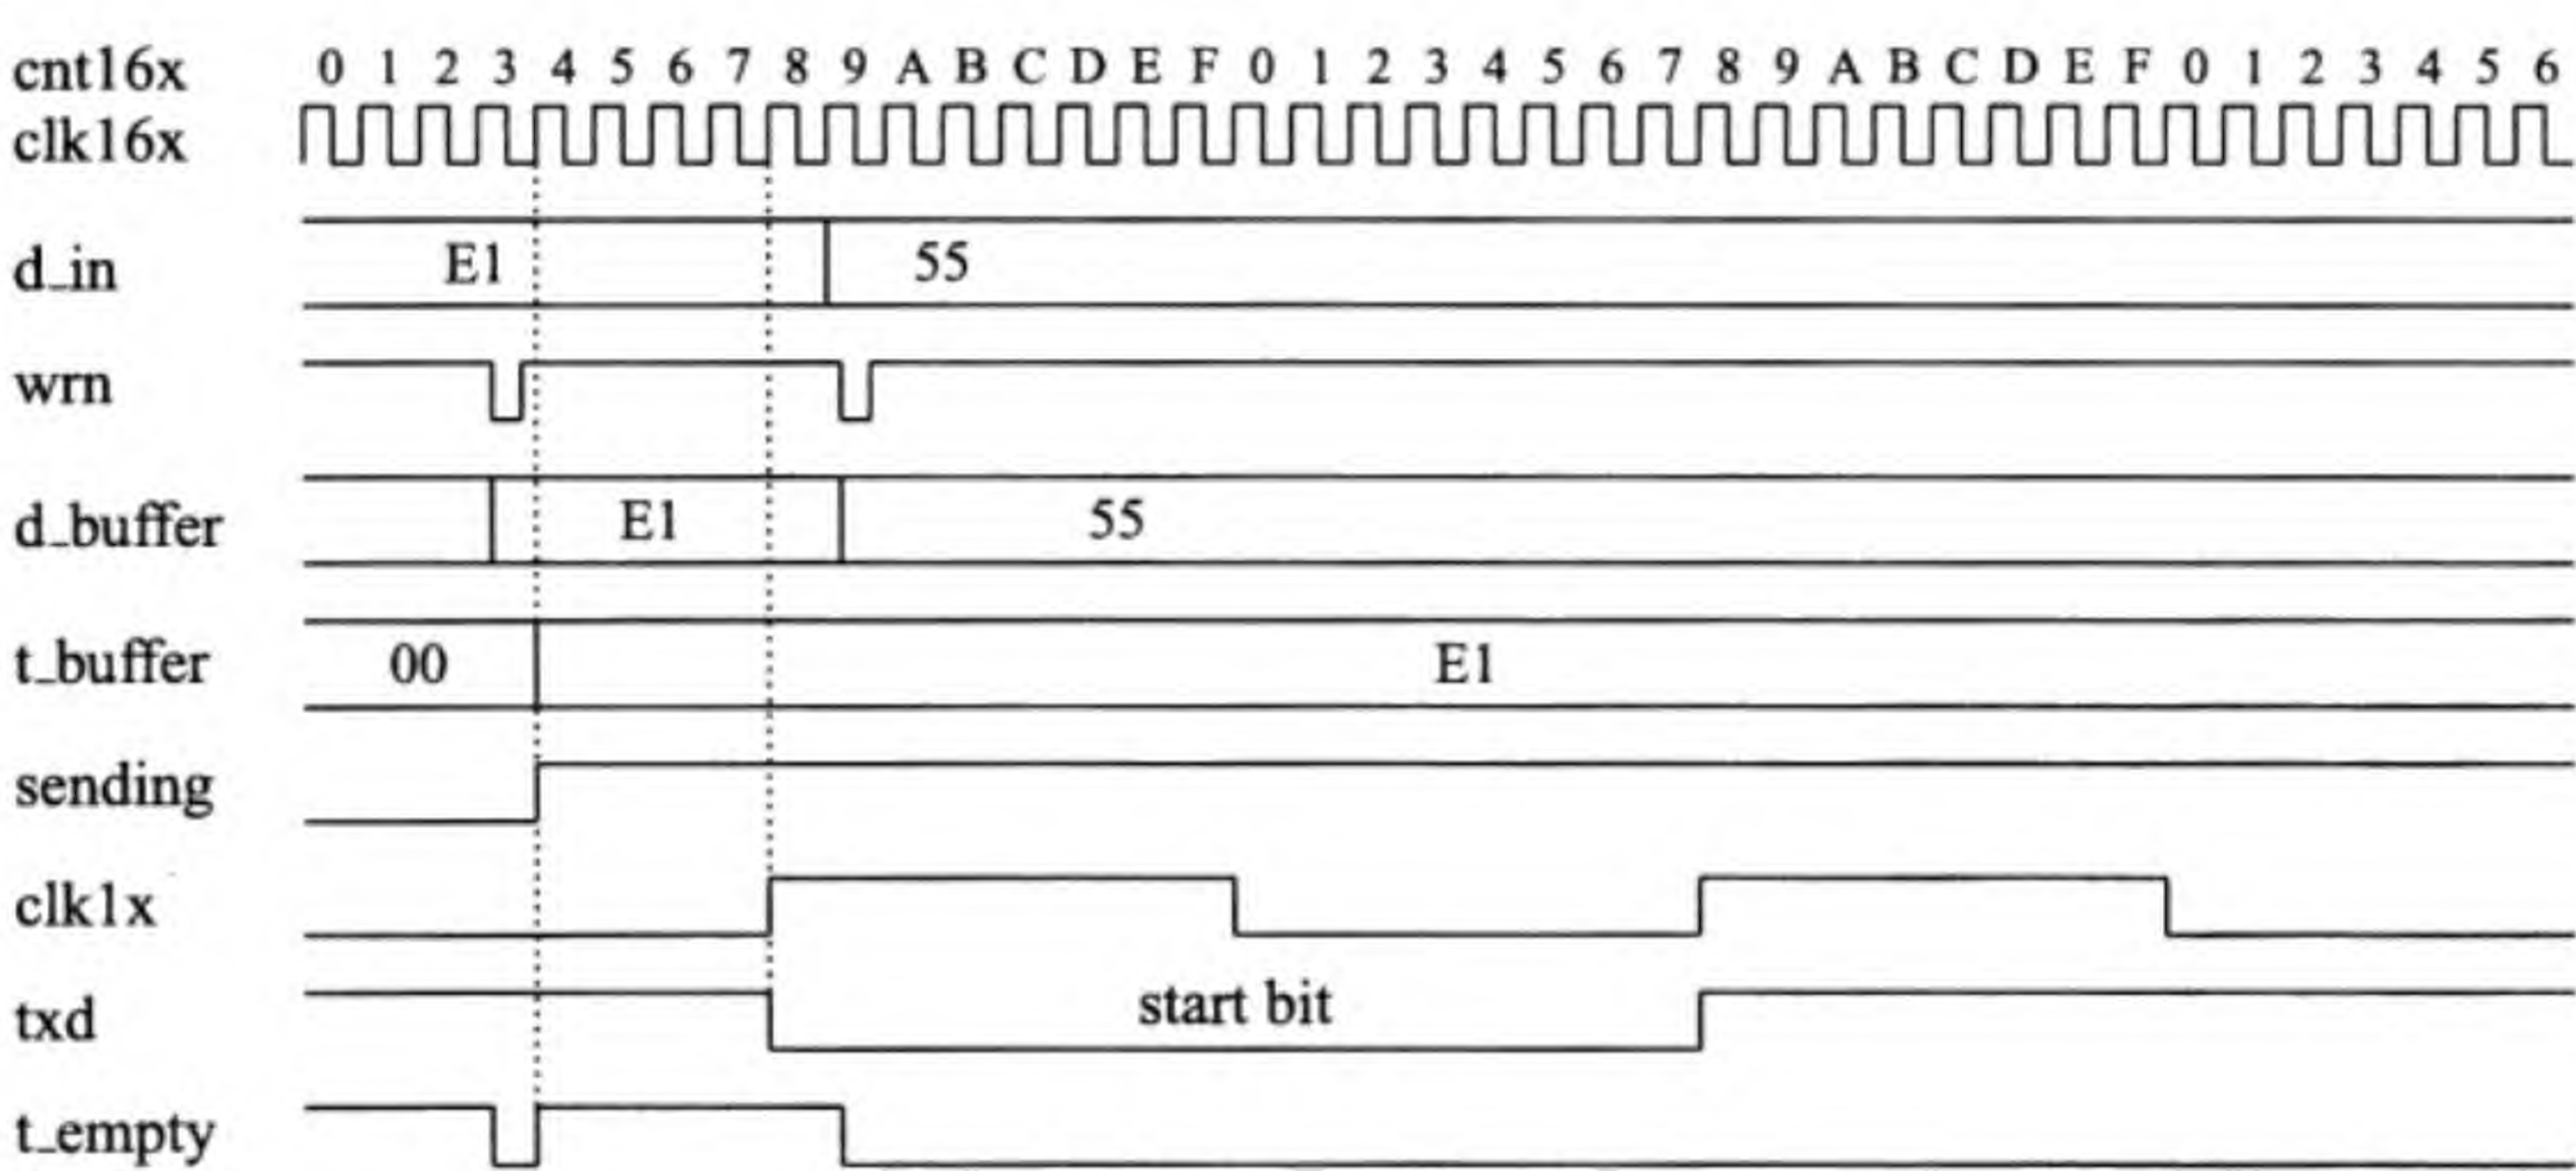 cnt16x 0 1 2 3 4 5 6 7 8 9 A B C D E F 0 1 2 3 4 5 6 7 8 9 A B C D E F 0 1 2 3 4 5 6
clk16x
d_in E1 55
wrn
d_buffer E1 55
t_buffer 00 E1
sending
clk1x
txd start bit
t_empty